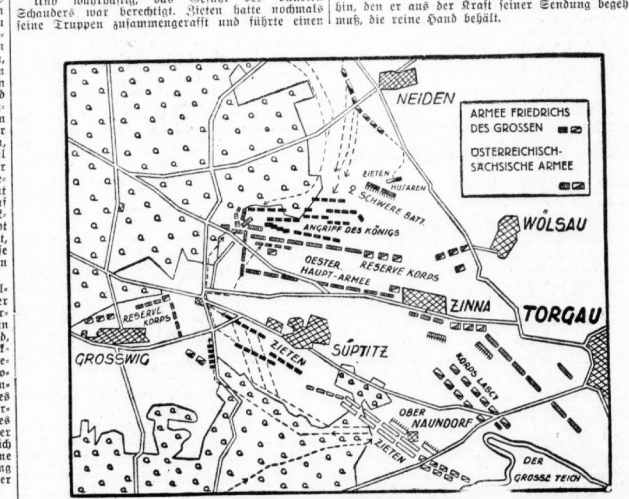 Schauders war berechtigt. Zieten hatte nochmals
seine Truppen zusammengerafft und führte einen
hin, den er aus der Kraft seiner Sendung begeh
muß, die reine Hand behält.
NEIDEN
ARMEE FRIEDRICHS
DES GROSSEN
ÖSTERREICHISCH-
SÄCHSISCHE ARMEE
ZIETEN
HUSAREN
2 SCHWERE BATT.
WÖLSAU
ANGRIFF DES KÖNIGS
OESTER.
HAUPT-ARMEE
RESERVE KORPS
ZINNA
TORGAU
RESERVE
KORPS
GROSSWIG
ZIETEN
SÜPTITZ
KORPS LASCY
OBER
NAUNDORF
ZIETEN
DER
GROSSE TEICH